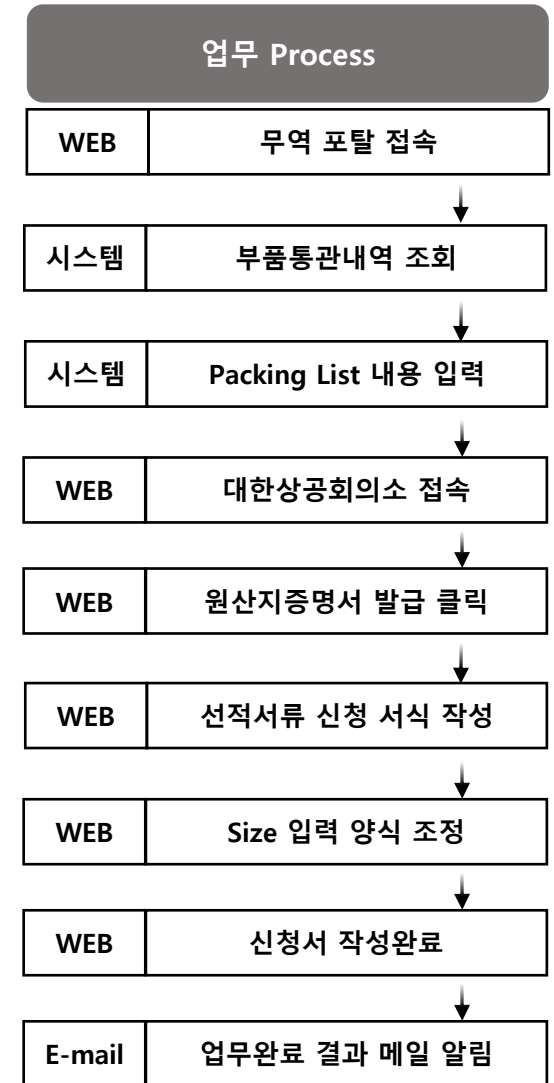 업무 Process
WEB 무역 포탈 접속
시스템 부품통관내역 조회
시스템 Packing List 내용 입력
WEB 대한상공회의소 접속
WEB 원산지증명서 발급 클릭
WEB 선적서류 신청 서식 작성
WEB Size 입력 양식 조정
WEB 신청서 작성완료
E-mail 업무완료 결과 메일 알림